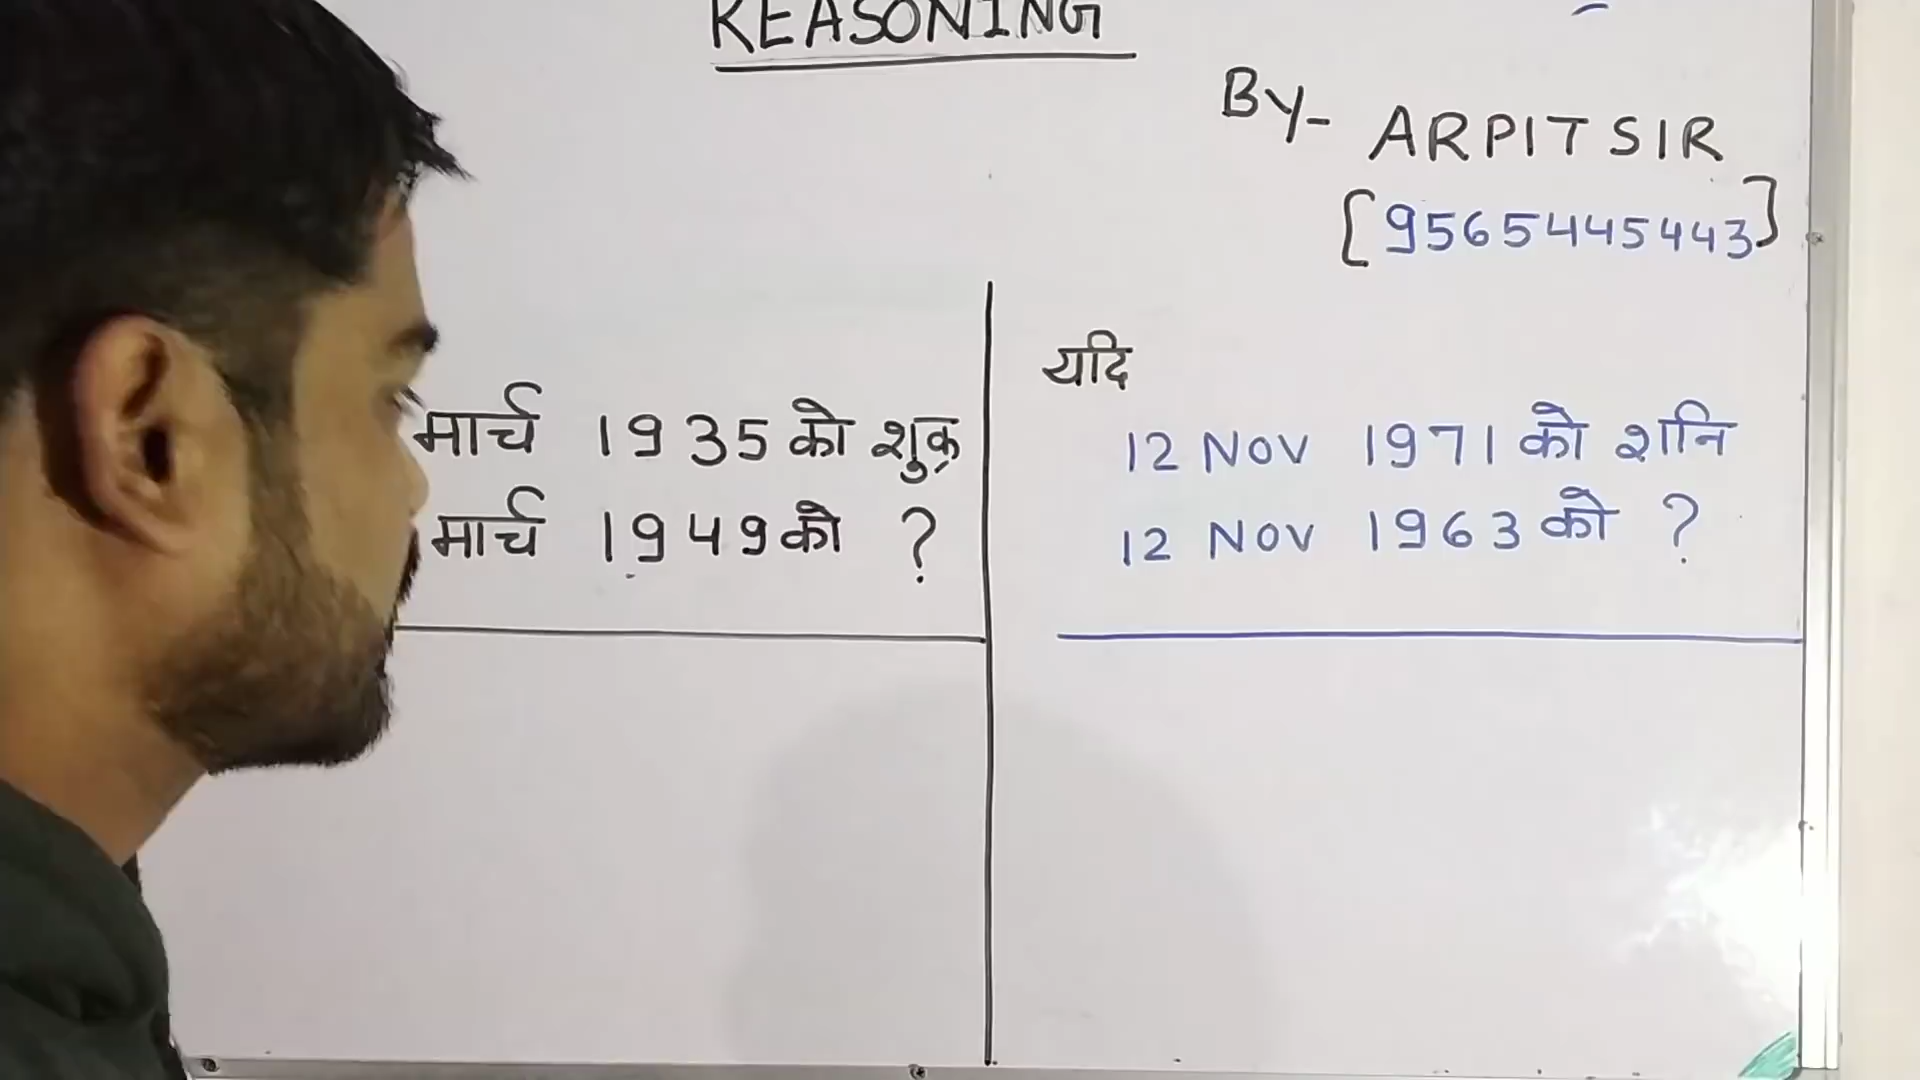 REASONING
By- ARPIT SIR
[9565445443]
मार्च 1935 को शुक्र
मार्च 1949 को ?
यदि
12 Nov 1971 को शनि
12 Nov 1963 को ?